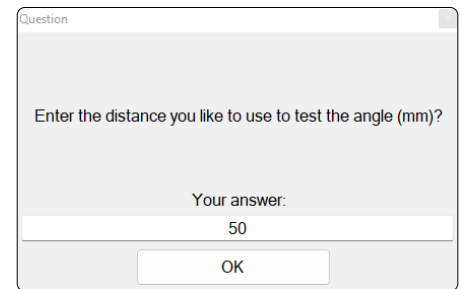 Question
Enter the distance you like to use to test the angle (mm)?
Your answer:
50
OK